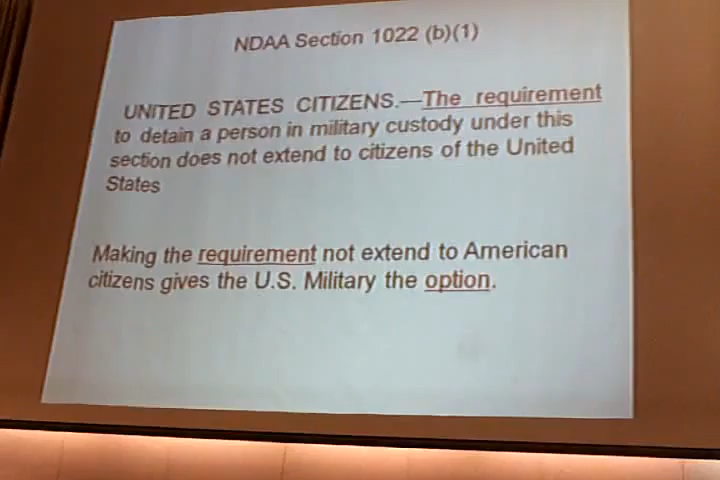 NDAA Section 1022 (b)(1)
UNITED STATES CITIZENS.—The requirement
to detain a person in military custody under this
section does not extend to citizens of the United
States
Making the requirement not extend to American
citizens gives the U.S. Military the option.